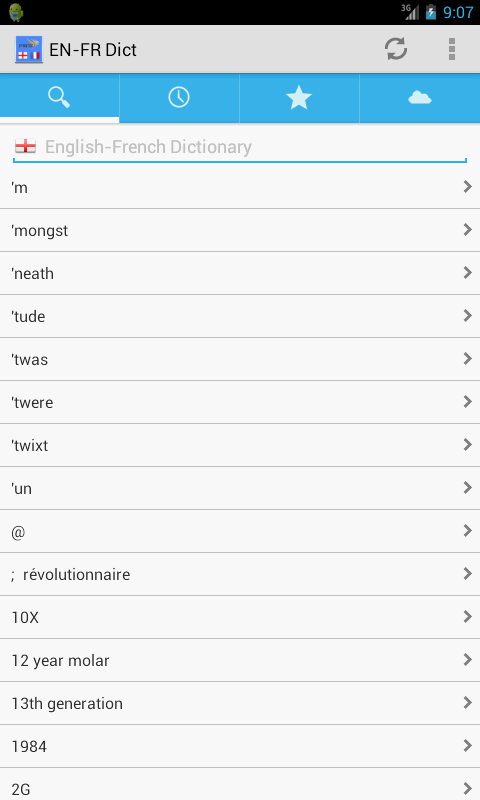 3G 9:07
EN-FR Dict
English-French Dictionary
'm
'mongst
'neath
'tude
'twas
'twere
'twixt
'un
@
;  révolutionnaire
10X
12 year molar
13th generation
1984
2G